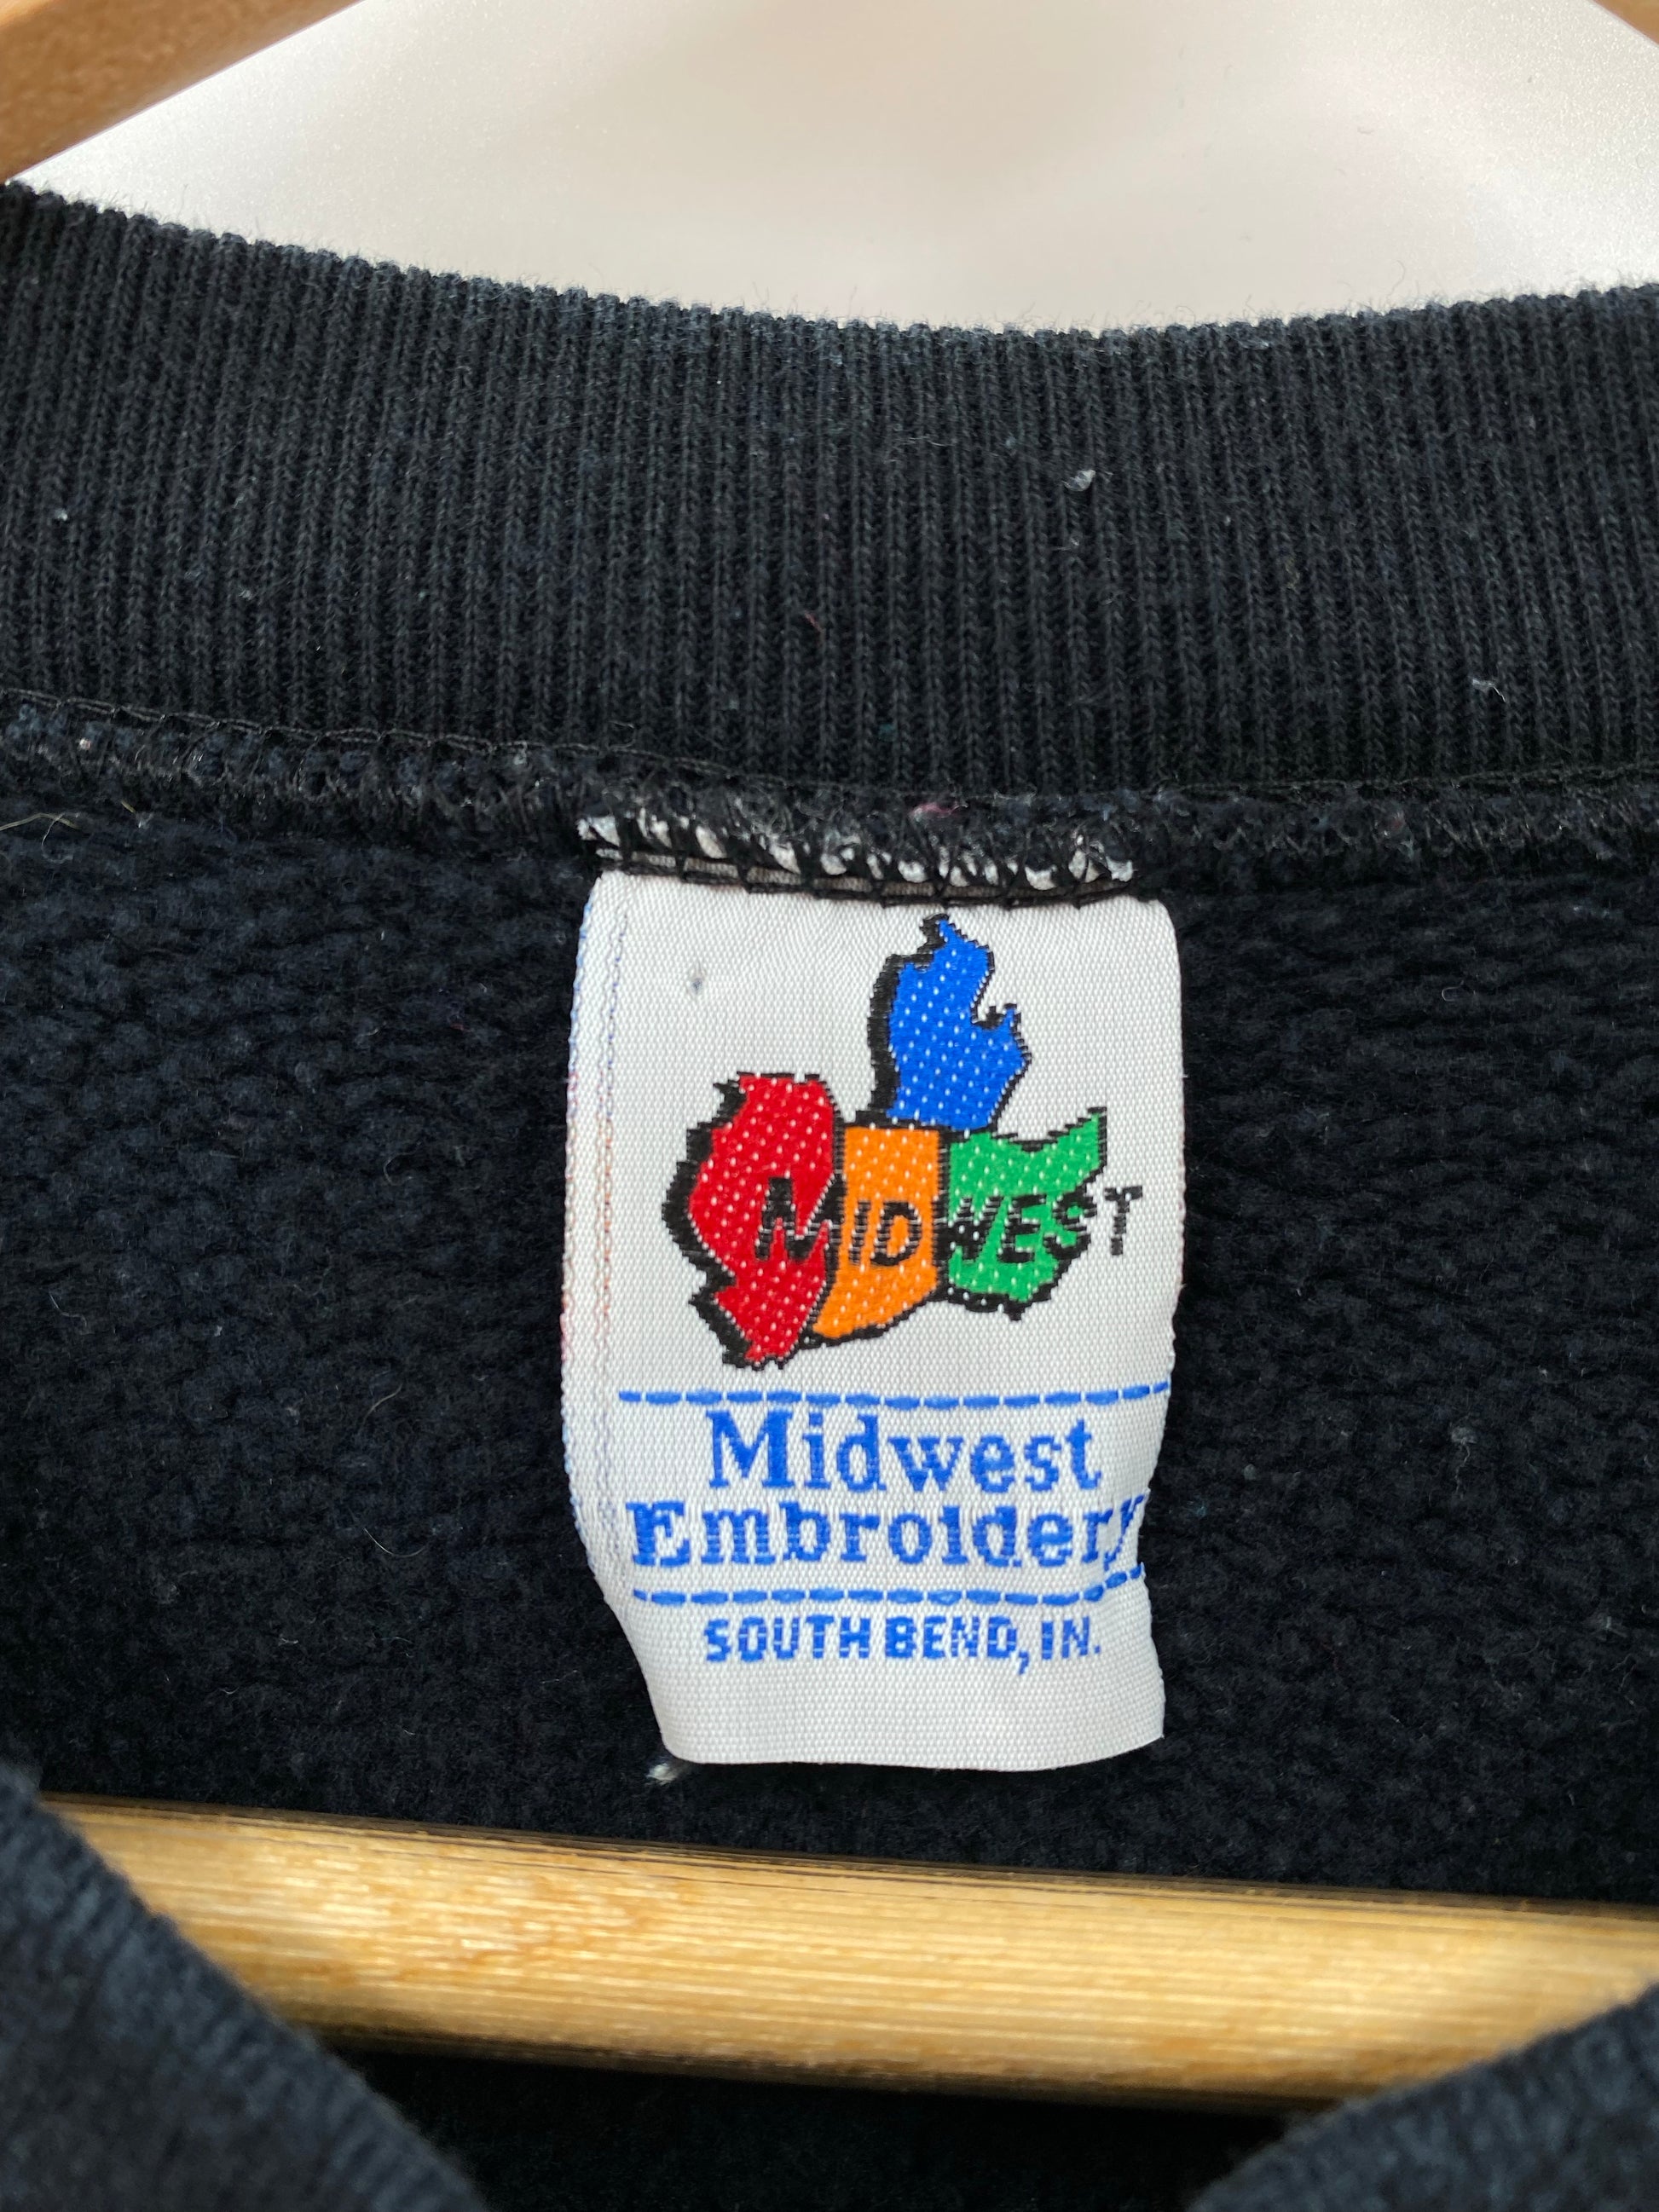 MIDWEST
Midwest
Embroidery
SOUTH BEND, IN.